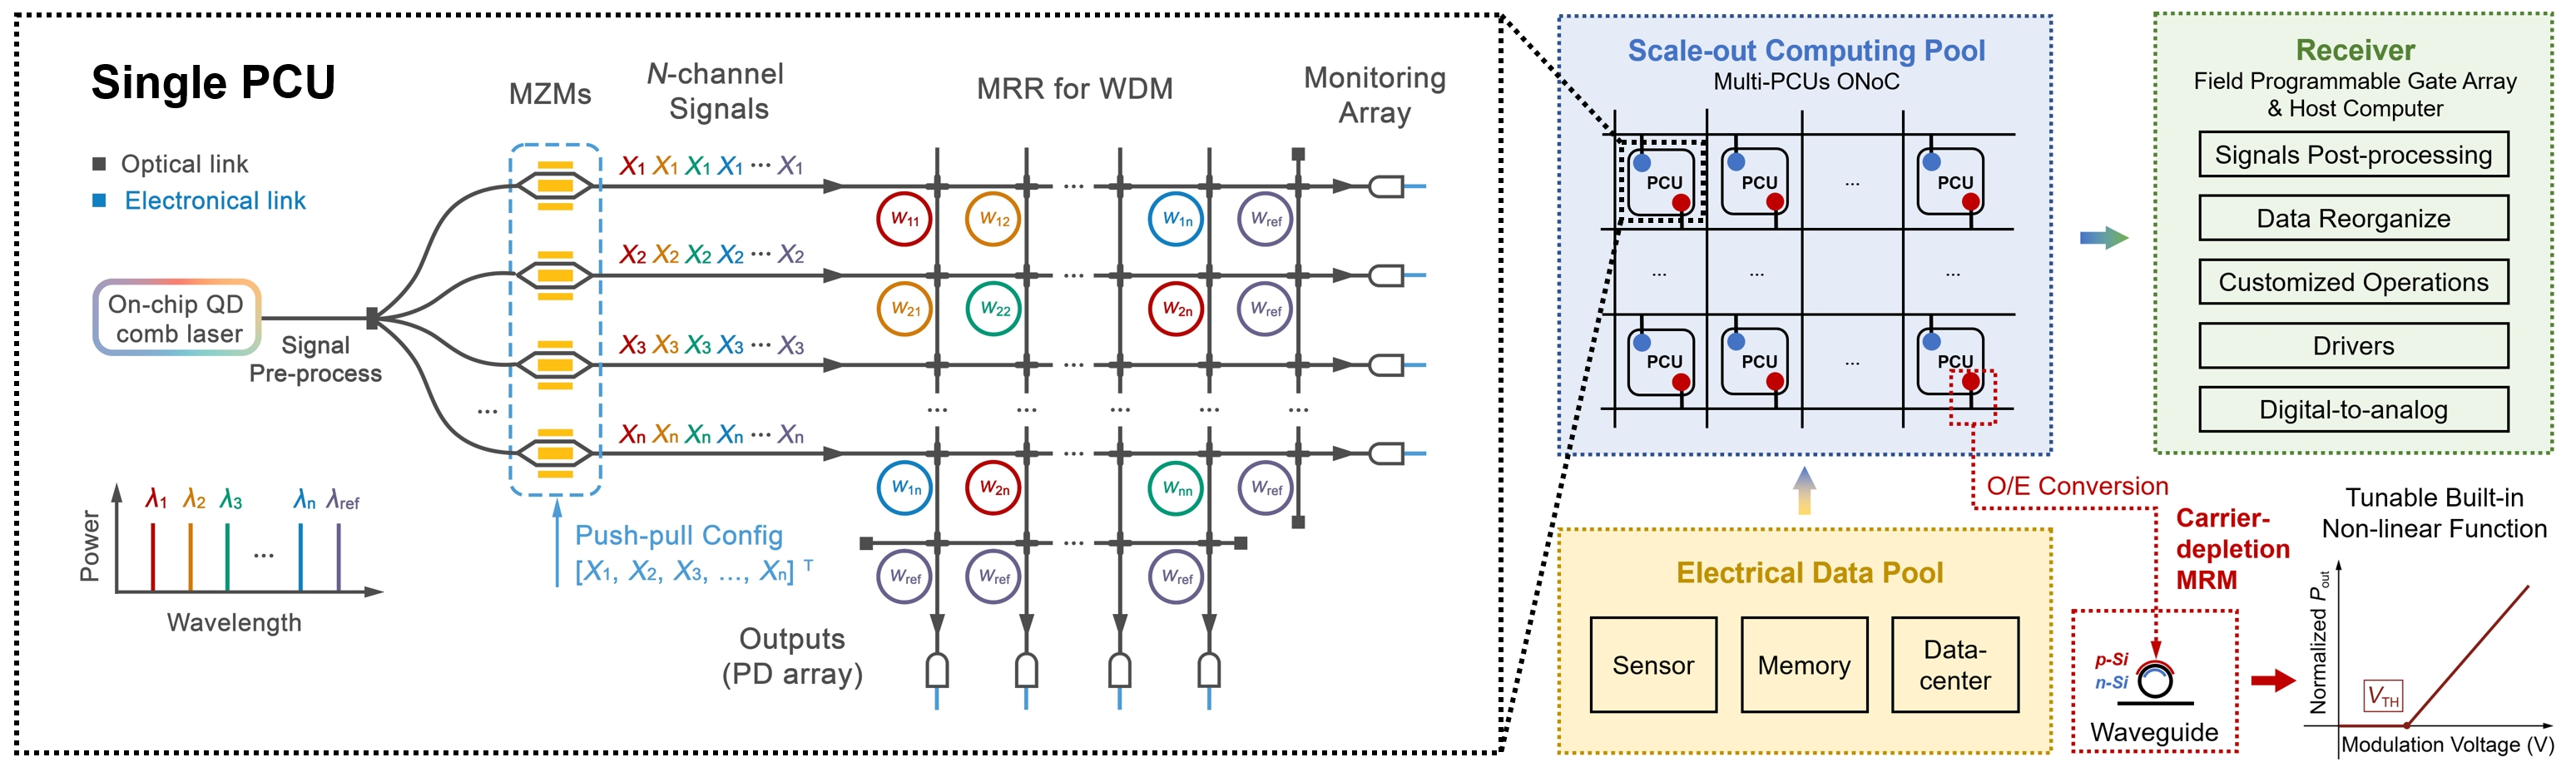 Single PCU
Optical link
Electronical link
On-chip QD
comb laser
Signal
Pre-process
...
Power
λ1 λ2 λ3 ... λn λref
Wavelength
MZMs
N-channel
Signals
MRR for WDM
Monitoring
Array
X1 X1 X1 X1 ... X1
...
W11 W12 W1n Wref
X2 X2 X2 X2 ... X2
...
W21 W22 W2n Wref
X3 X3 X3 X3 ... X3
...
... ... ... ... ...
Xn Xn Xn Xn ... Xn
...
W1n W2n Wnn Wref
...
Wref Wref Wref
Push-pull Config
[X1, X2, X3, ..., Xn] T
Outputs
(PD array)
Scale-out Computing Pool
Multi-PCUs ONoC
PCU PCU ... PCU
... ... ...
PCU PCU ... PCU
Electrical Data Pool
Sensor
Memory
Data-
center
Receiver
Field Programmable Gate Array
& Host Computer
Signals Post-processing
Data Reorganize
Customized Operations
Drivers
Digital-to-analog
O/E Conversion
Carrier-
depletion
MRM
p-Si
n-Si
Waveguide
Tunable Built-in
Non-linear Function
Normalized Pout
VTH
Modulation Voltage (V)